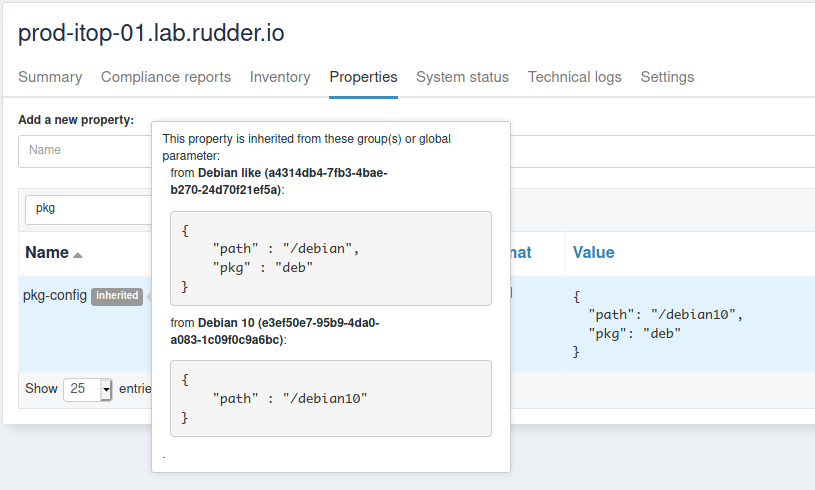 prod-itop-01.lab.rudder.io
Summary Compliance reports Inventory Properties System status Technical logs Settings
Add a new property:
Name
This property is inherited from these group(s) or global
parameter:
from Debian like (a4314db4-7fb3-4bae-
b270-24d70f21ef5a):
{
"path" : "/debian",
"pkg" : "deb"
}
from Debian 10 (e3ef50e7-95b9-4da0-
a083-1c09f0c9a6bc):
{
"path" : "/debian10"
}
.
pkg
Name Value
pkg-config inherited
{
"path": "/debian10",
"pkg": "deb"
}
Show 25 entrie